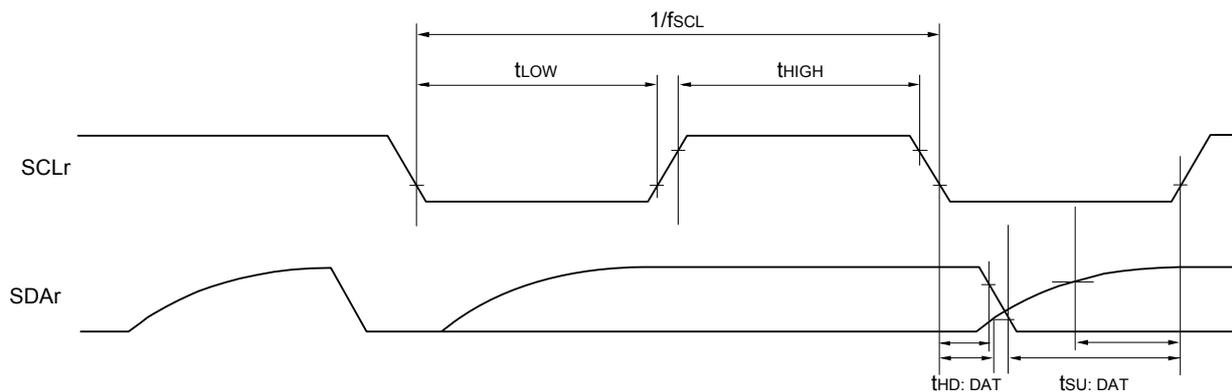 1/fSCL
tLOW
tHIGH
SCLr
SDAr
tHD: DAT
tSU: DAT